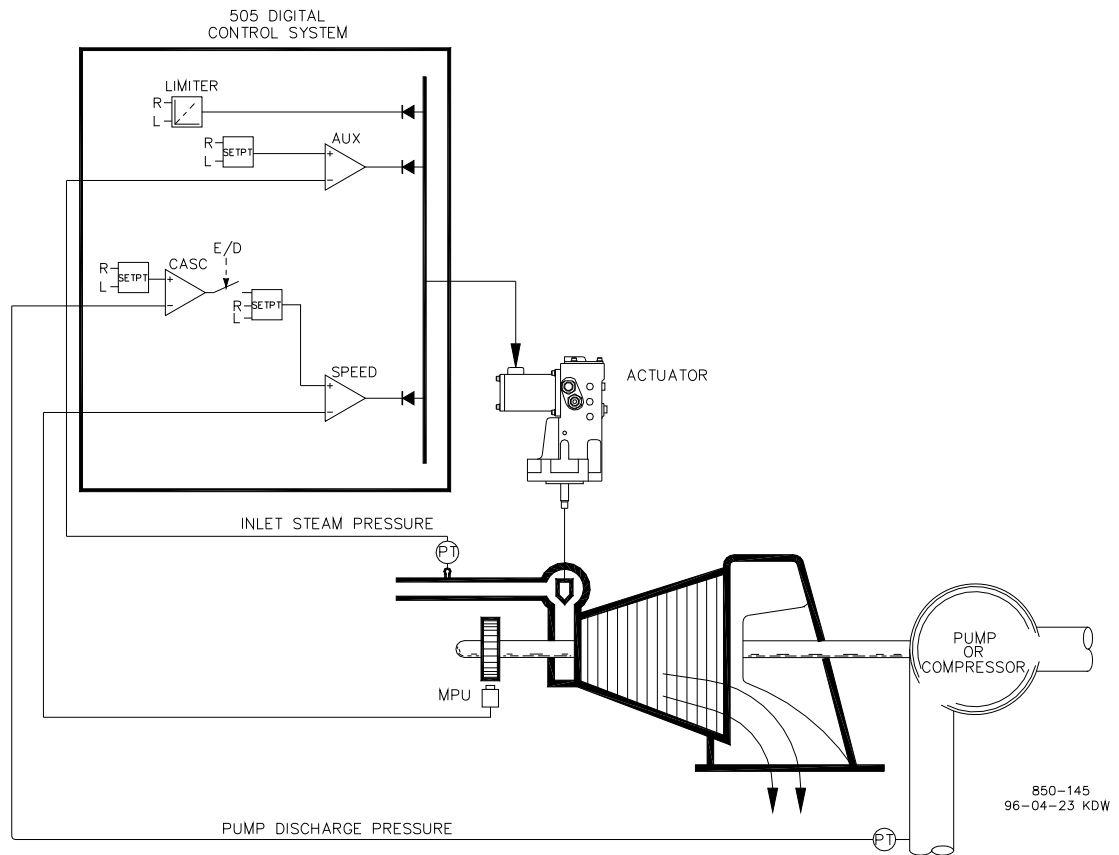 505 DIGITAL
CONTROL SYSTEM
LIMITER
R
L
AUX
R
SETPT
L
+
−
E/D
CASC
R
SETPT
L
+
−
R
SETPT
L
SPEED
+
−
ACTUATOR
INLET STEAM PRESSURE
PT
MPU
PUMP
OR
COMPRESSOR
850-145
96-04-23 KDW
PUMP DISCHARGE PRESSURE
PT